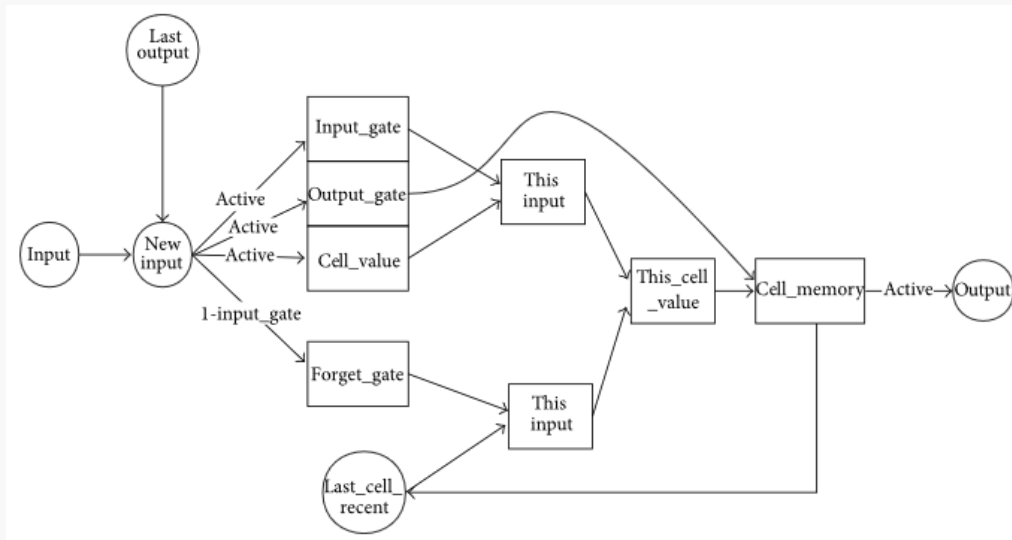 Last
output
Input_gate
This
input
Output_gate
Active
Active
New
input
Input
Active
Cell_value
This_cell
_value
Cell_memory
Active
Output
1-input_gate
Forget_gate
This
input
Last_cell_
recent